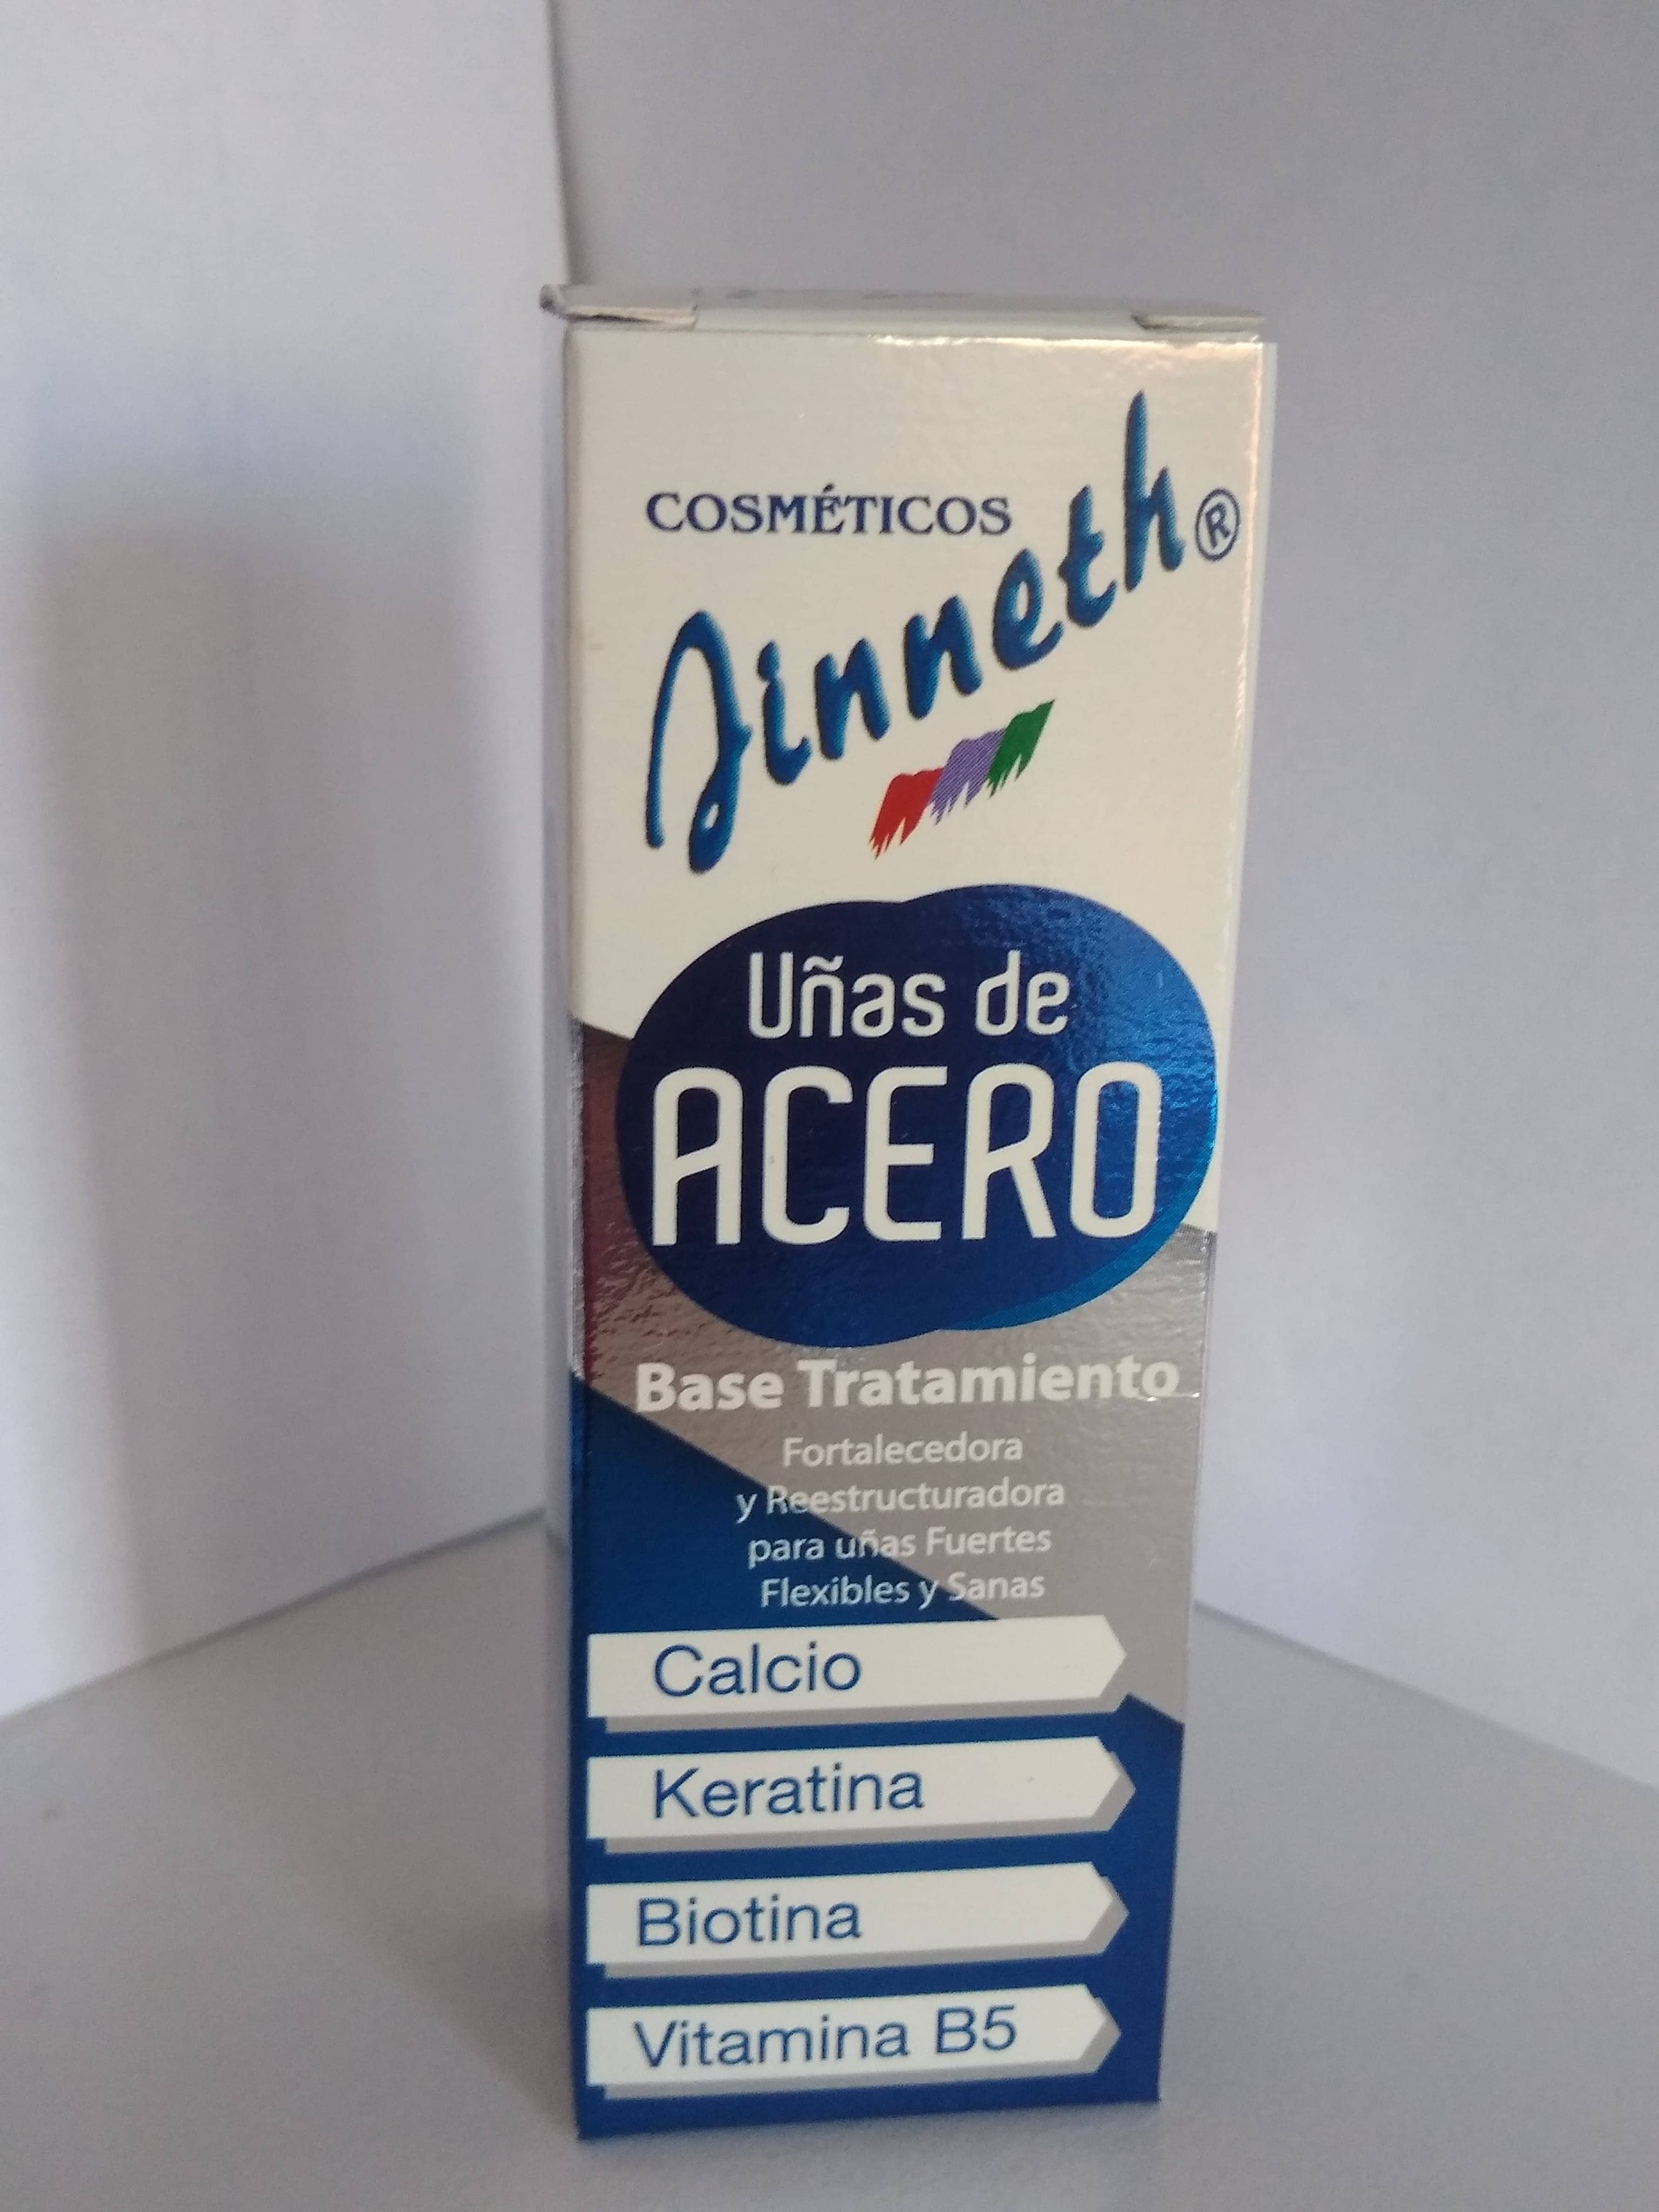 COSMÉTICOS
Jinneth®
Uñas de
ACERO
Base Tratamiento
Fortalecedora
y Reestructuradora
para uñas Fuertes
Flexibles y Sanas
Calcio
Keratina
Biotina
Vitamina B5